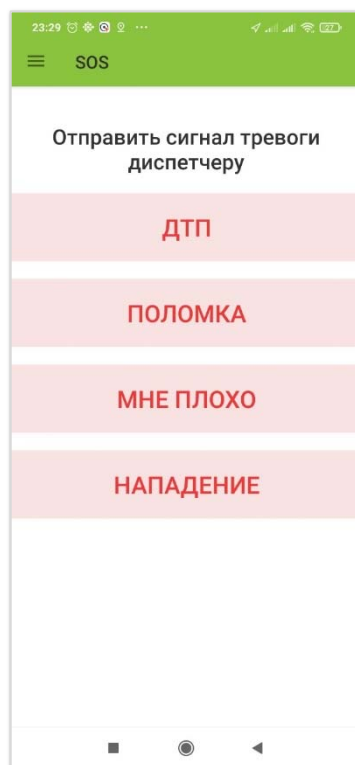 23:29
SOS
Отправить сигнал тревоги
диспетчеру
ДТП
ПОЛОМКА
МНЕ ПЛОХО
НАПАДЕНИЕ